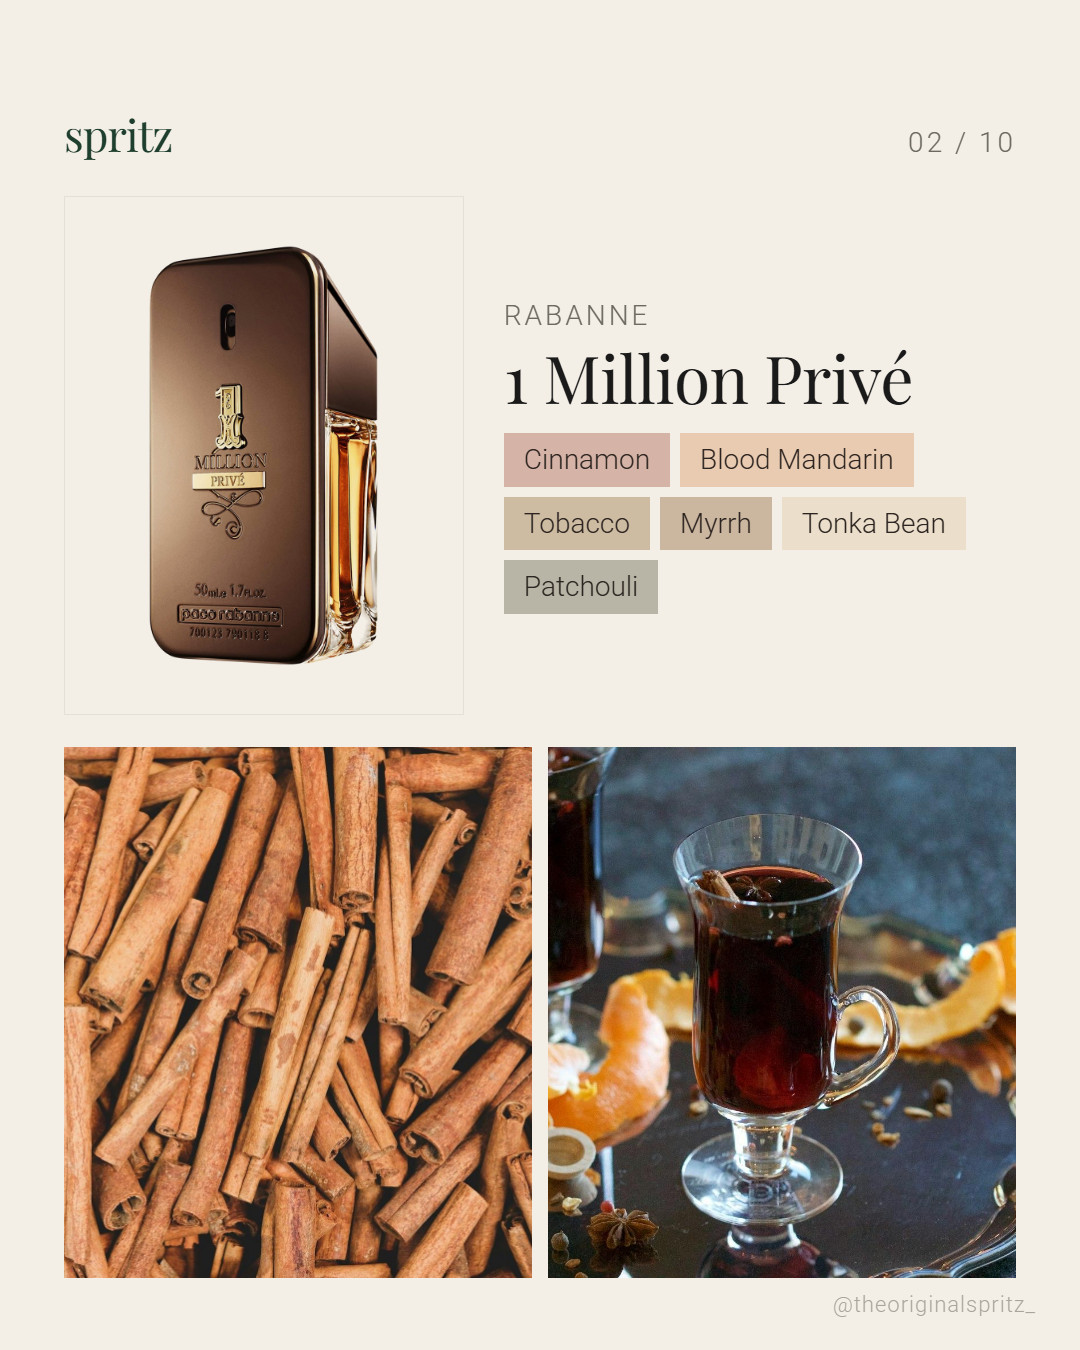 spritz
02 / 10
RABANNE
1 Million Privé
Cinnamon
Blood Mandarin
Tobacco
Myrrh
Tonka Bean
Patchouli
1
MILLION
PRIVÉ
50mL℮ 1.7FL.OZ.
paco rabanne
@theoriginalspritz_